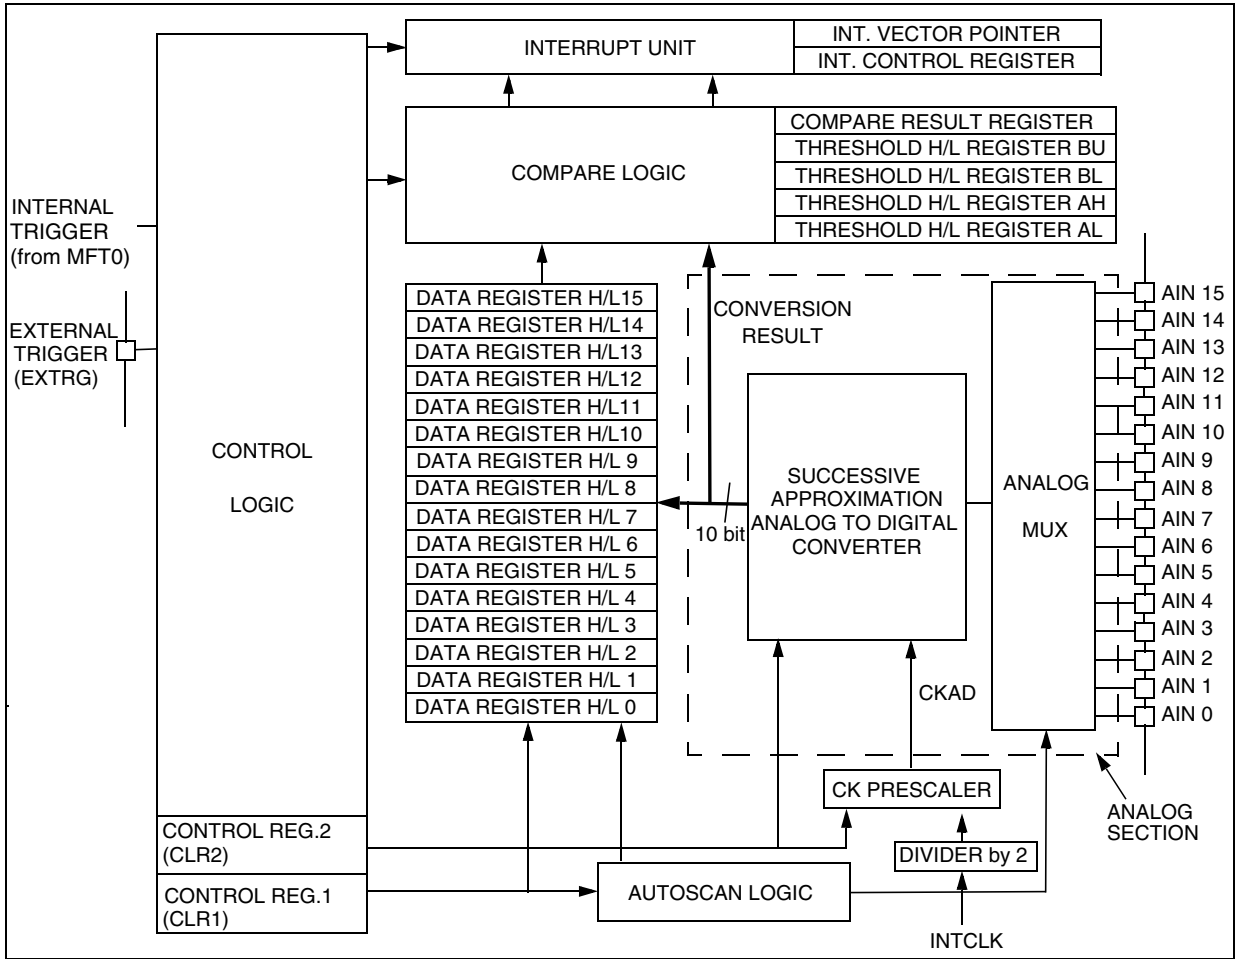 INTERRUPT UNIT
INT. VECTOR POINTER
INT. CONTROL REGISTER
COMPARE LOGIC
COMPARE RESULT REGISTER
THRESHOLD H/L REGISTER BU
THRESHOLD H/L REGISTER BL
THRESHOLD H/L REGISTER AH
THRESHOLD H/L REGISTER AL
INTERNAL
TRIGGER
(from MFT0)
EXTERNAL
TRIGGER
(EXTRG)
CONTROL
LOGIC
DATA REGISTER H/L15
DATA REGISTER H/L14
DATA REGISTER H/L13
DATA REGISTER H/L12
DATA REGISTER H/L11
DATA REGISTER H/L10
DATA REGISTER H/L 9
DATA REGISTER H/L 8
DATA REGISTER H/L 7
DATA REGISTER H/L 6
DATA REGISTER H/L 5
DATA REGISTER H/L 4
DATA REGISTER H/L 3
DATA REGISTER H/L 2
DATA REGISTER H/L 1
DATA REGISTER H/L 0
CONVERSION
RESULT
10 bit
SUCCESSIVE
APPROXIMATION
ANALOG TO DIGITAL
CONVERTER
ANALOG
MUX
AIN 15
AIN 14
AIN 13
AIN 12
AIN 11
AIN 10
AIN 9
AIN 8
AIN 7
AIN 6
AIN 5
AIN 4
AIN 3
AIN 2
AIN 1
AIN 0
CKAD
CK PRESCALER
ANALOG
SECTION
DIVIDER by 2
CONTROL REG.2
(CLR2)
CONTROL REG.1
(CLR1)
AUTOSCAN LOGIC
INTCLK